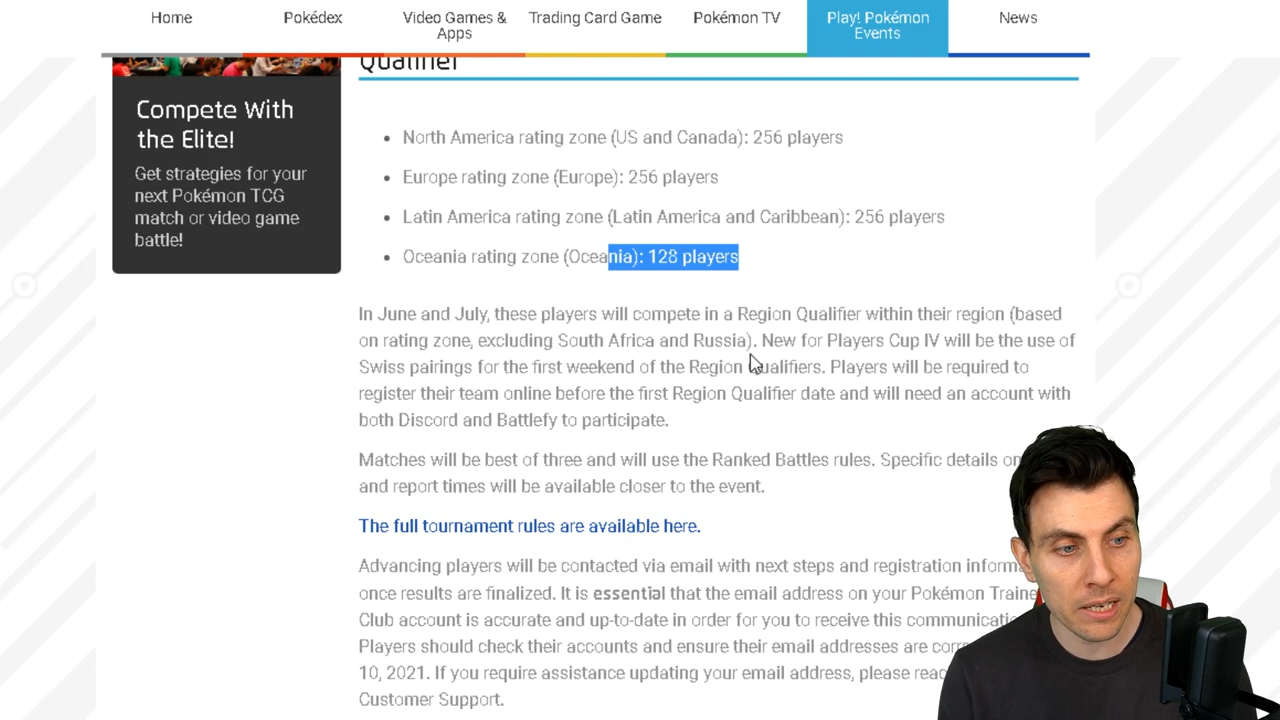 Home
Pokédex
Video Games &
Apps
Trading Card Game
Pokémon TV
Play! Pokémon
Events
News
Qualifier
Compete With
the Elite!
Get strategies for your
next Pokémon TCG
match or video game
battle!
North America rating zone (US and Canada): 256 players
Europe rating zone (Europe): 256 players
Latin America rating zone (Latin America and Caribbean): 256 players
Oceania rating zone (Oceania): 128 players
In June and July, these players will compete in a Region Qualifier within their region (based
on rating zone, excluding South Africa and Russia). New for Players Cup IV will be the use of
Swiss pairings for the first weekend of the Region Qualifiers. Players will be required to
register their team online before the first Region Qualifier date and will need an account with
both Discord and Battlefy to participate.
Matches will be best of three and will use the Ranked Battles rules. Specific details on
and report times will be available closer to the event.
The full tournament rules are available here.
Advancing players will be contacted via email with next steps and registration
once results are finalized. It is essential that the email address on your Pokémon
Club account is accurate and up-to-date in order for you to receive this
Players should check their accounts and ensure their email addresses are
10, 2021. If you require assistance updating your email address, please
Customer Support.